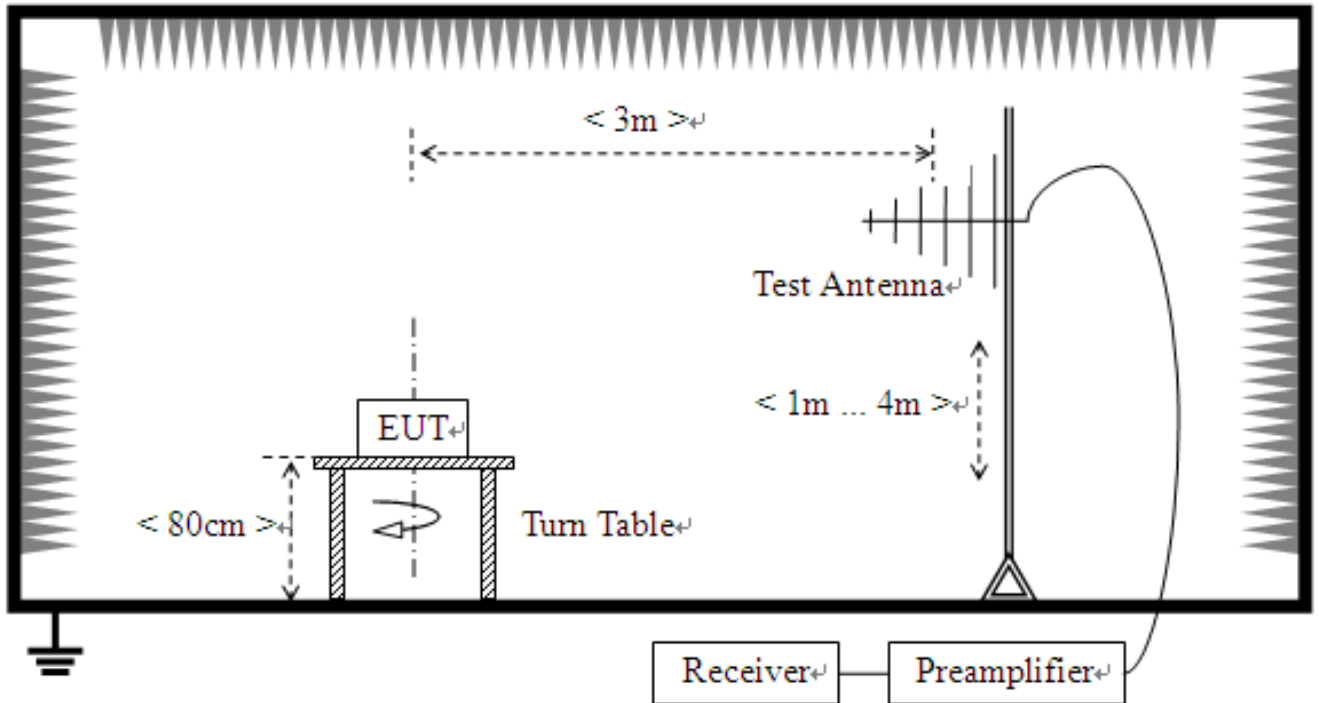 < 3m >↵
Test Antenna↵
< 1m ... 4m >↵
EUT↵
< 80cm >↵
Turn Table↵
Receiver↵
Preamplifier↵